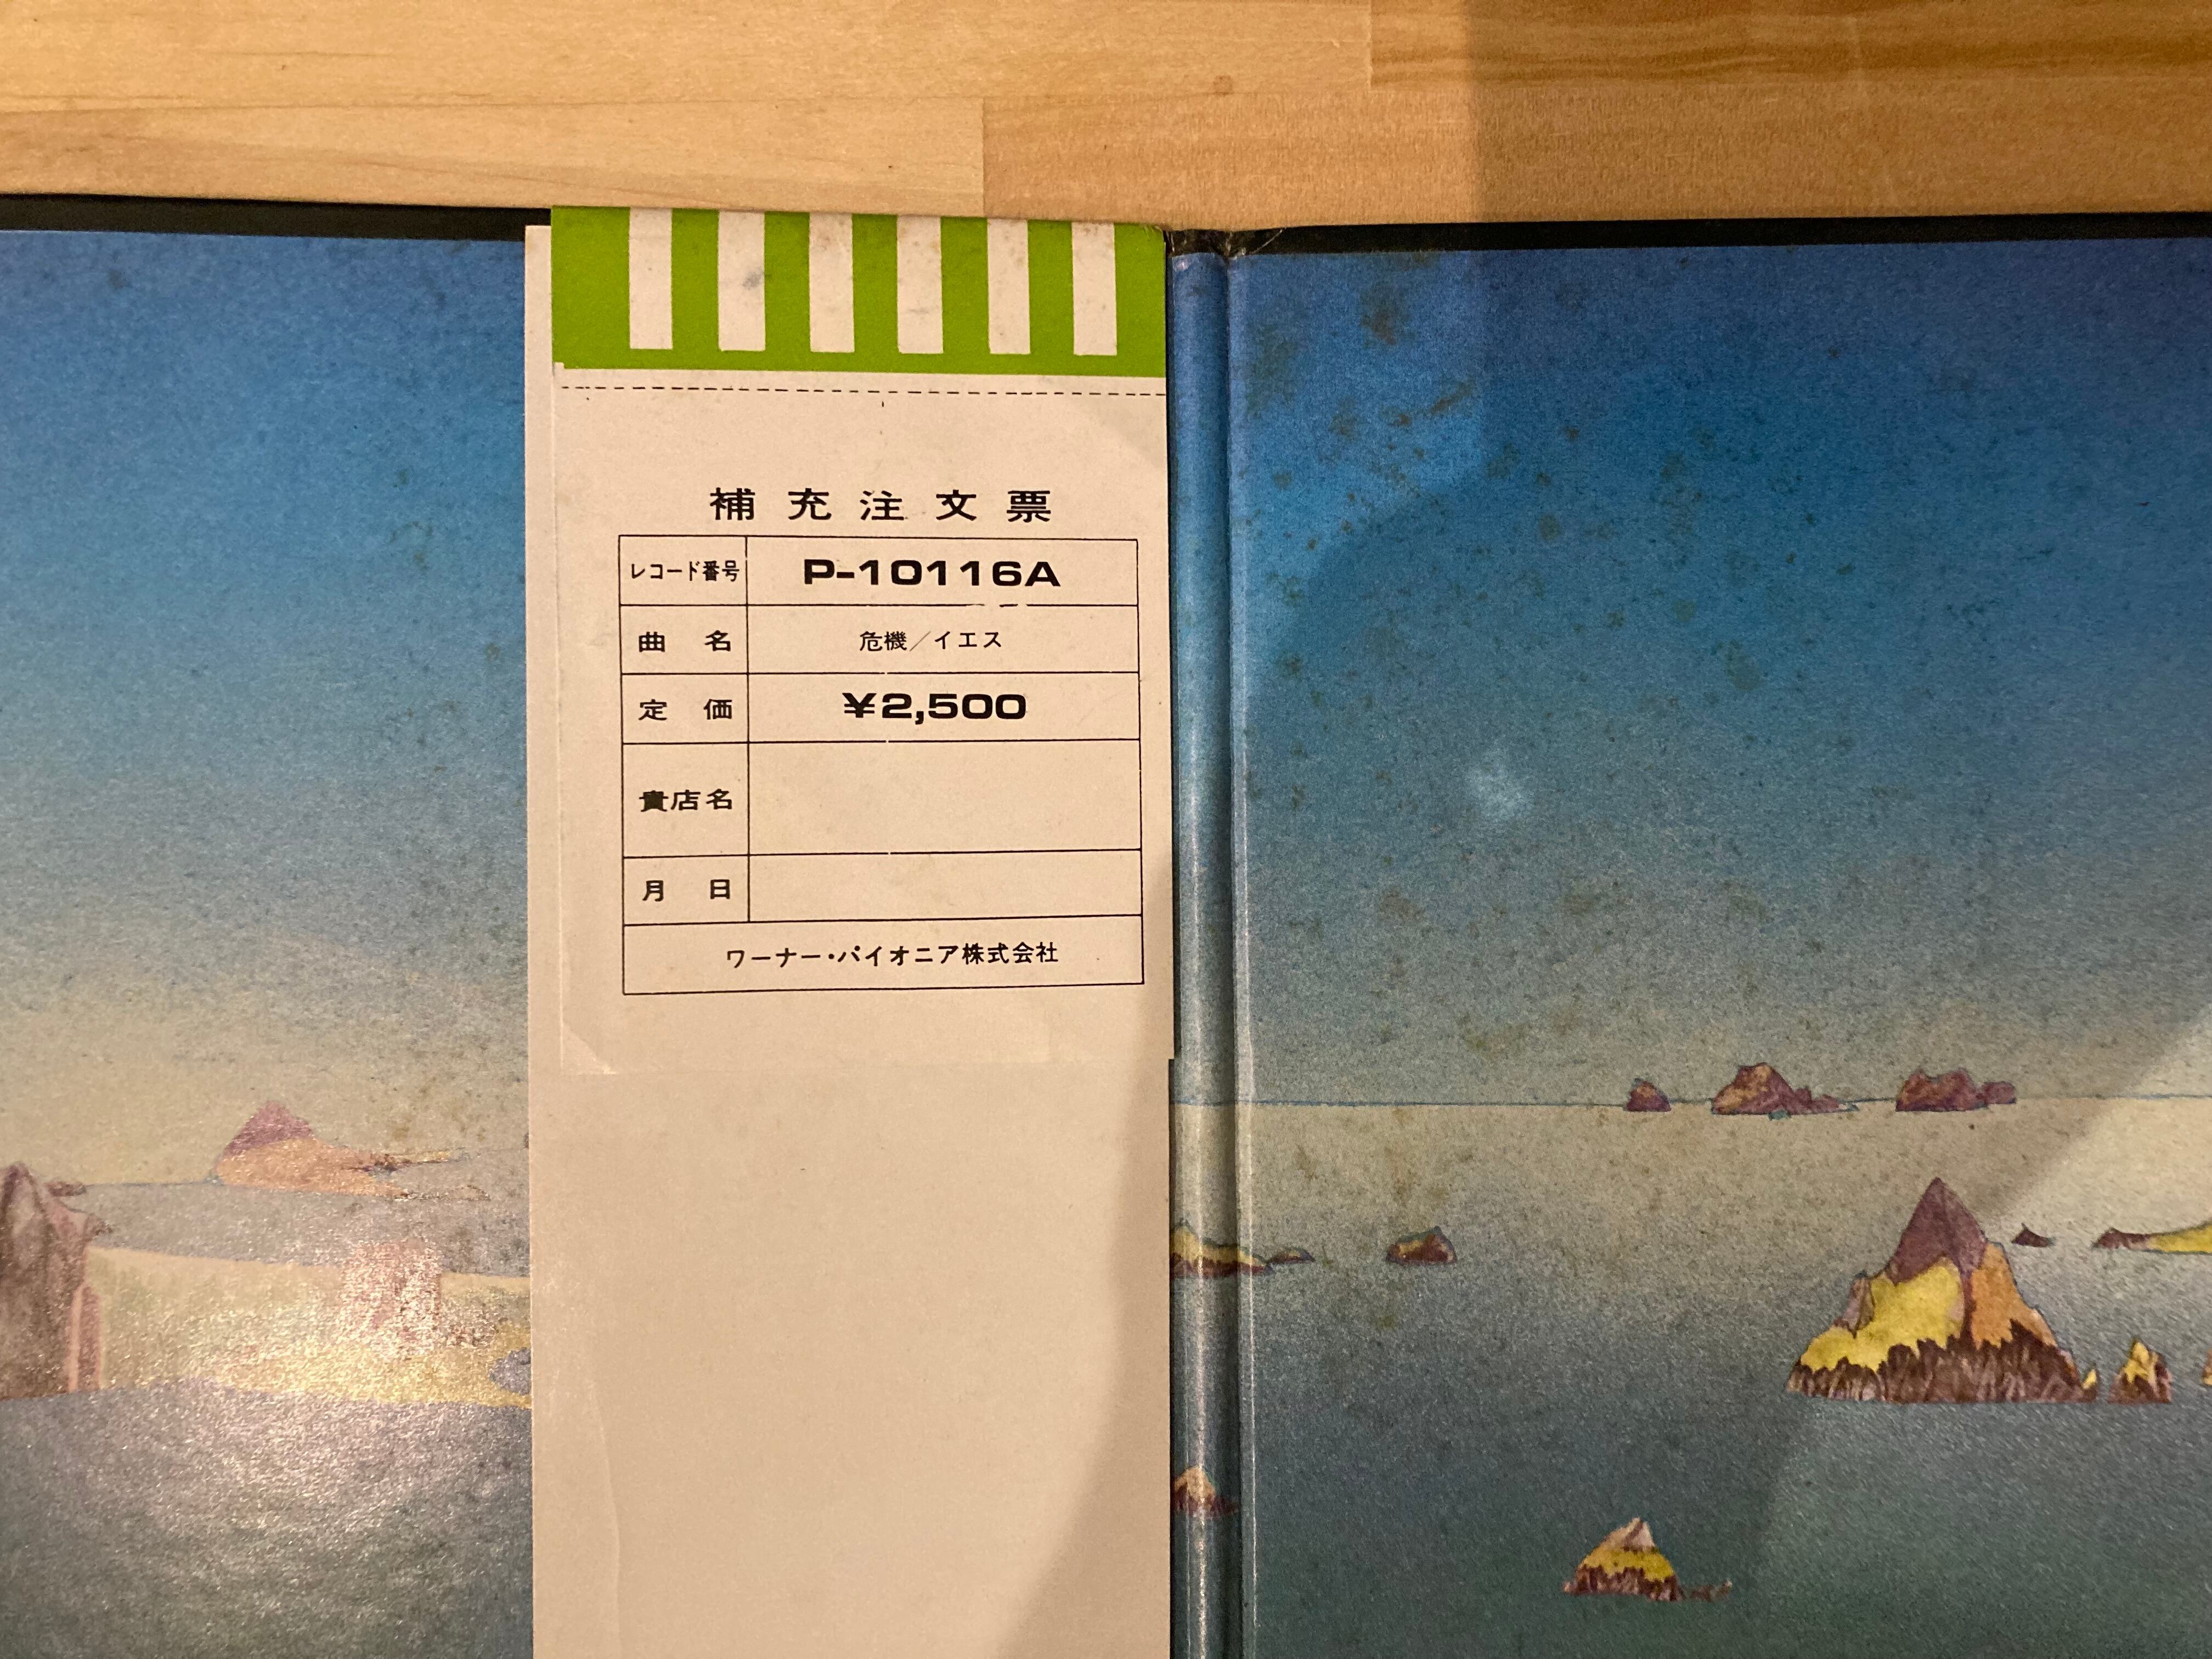 補充注文票
レコード番号 P-10116A
曲名 危機／イエス
定価 ¥2,500
貴店名
月日
ワーナー・パイオニア株式会社